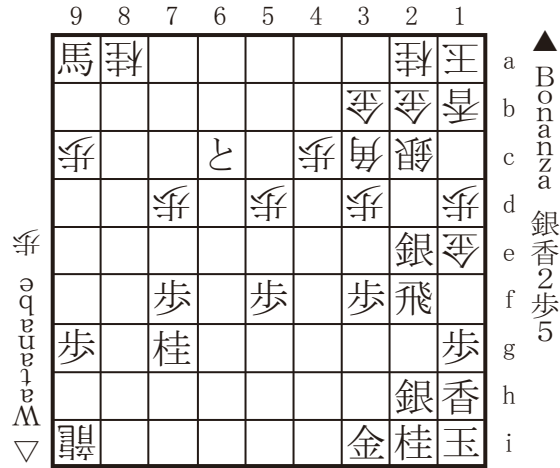 9 8 7 6 5 4 3 2 1
馬 桂 桂 玉 a
金 金 香 b
歩 と 歩 角 銀 c
歩 歩 歩 歩 d
銀 金 e
歩 歩 歩 飛 f
歩 桂 歩 g
銀 香 h
龍 金 桂 玉 i
▲Bonanza 銀香2歩5
△Watanabe 歩